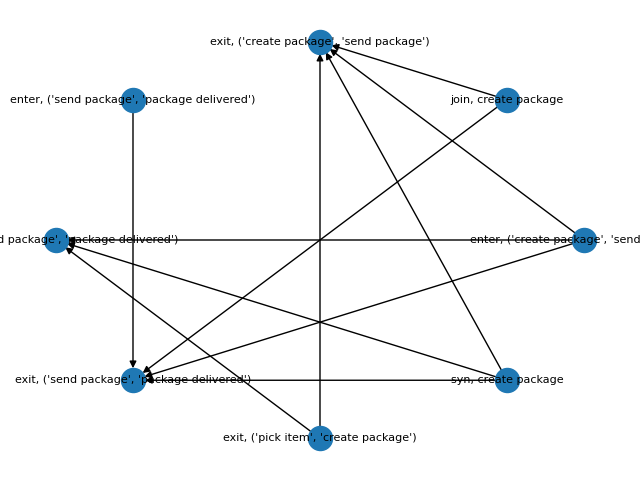 exit, ('create package', 'send package')
enter, ('send package', 'package delivered')
join, create package
d package', 'package delivered')
enter, ('create package', 'send
exit, ('send package', 'package delivered')
syn, create package
exit, ('pick item', 'create package')